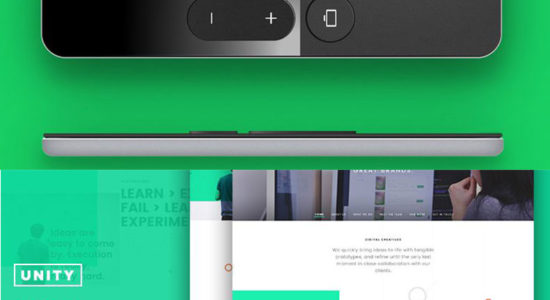 GREAT BRANDS.
LEARN > E
FAIL > LEA
EXPERIME
HOME
DIGITAL CREATIVES
We quickly bring ideas to life with tangible
prototypes, and refine until the very last
moment in close collaboration with our
clients.
Ideas are
easy to come
by. Execution
hard.
UNITY